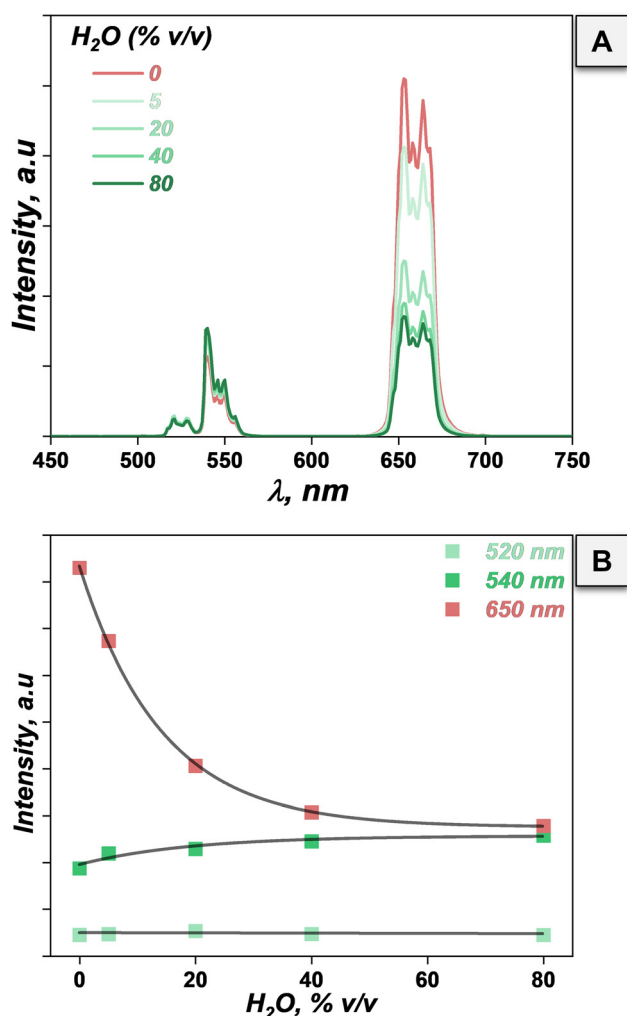 A
H₂O (% v/v)
0
5
20
40
80
Intensity, a.u
450 500 550 600 650 700 750
λ, nm
B
520 nm
540 nm
650 nm
Intensity, a.u
0 20 40 60 80
H₂O, % v/v